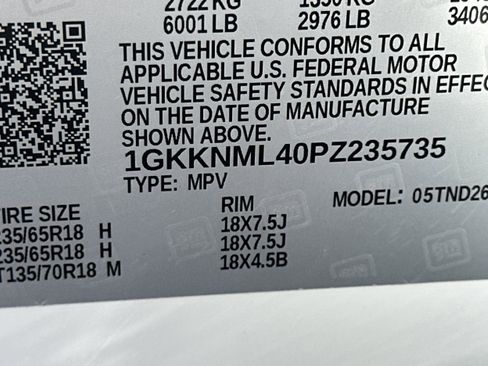 2722 KG 1350 KG
6001 LB 2976 LB 3406
THIS VEHICLE CONFORMS TO ALL
APPLICABLE U.S. FEDERAL MOTOR
VEHICLE SAFETY STANDARDS IN EFFEC
ON THE DATE OF MANUFACTURE
SHOWN ABOVE.
1GKKNML40PZ235735
TYPE: MPV MODEL: 05TND26
IRE SIZE RIM
235/65R18 H 18X7.5J
235/65R18 H 18X7.5J
T135/70R18 M 18X4.5B